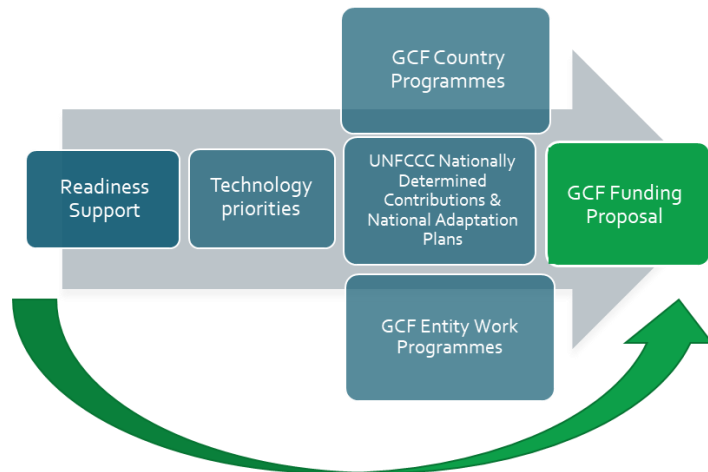 GCF Country
Programmes
Readiness
Support
Technology
priorities
UNFCCC Nationally
Determined
Contributions &
National Adaptation
Plans
GCF Funding
Proposal
GCF Entity Work
Programmes